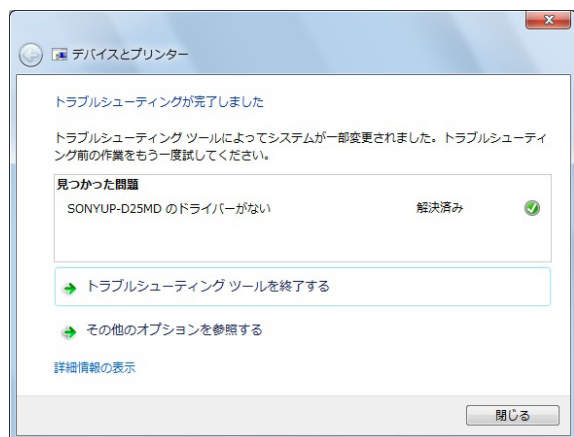 デバイスとプリンター
トラブルシューティングが完了しました
トラブルシューティング ツールによってシステムが一部変更されました。トラブルシューティ
ング前の作業をもう一度試してください。
見つかった問題
SONYUP-D25MD のドライバーがない 解決済み
トラブルシューティング ツールを終了する
その他のオプションを参照する
詳細情報の表示
閉じる